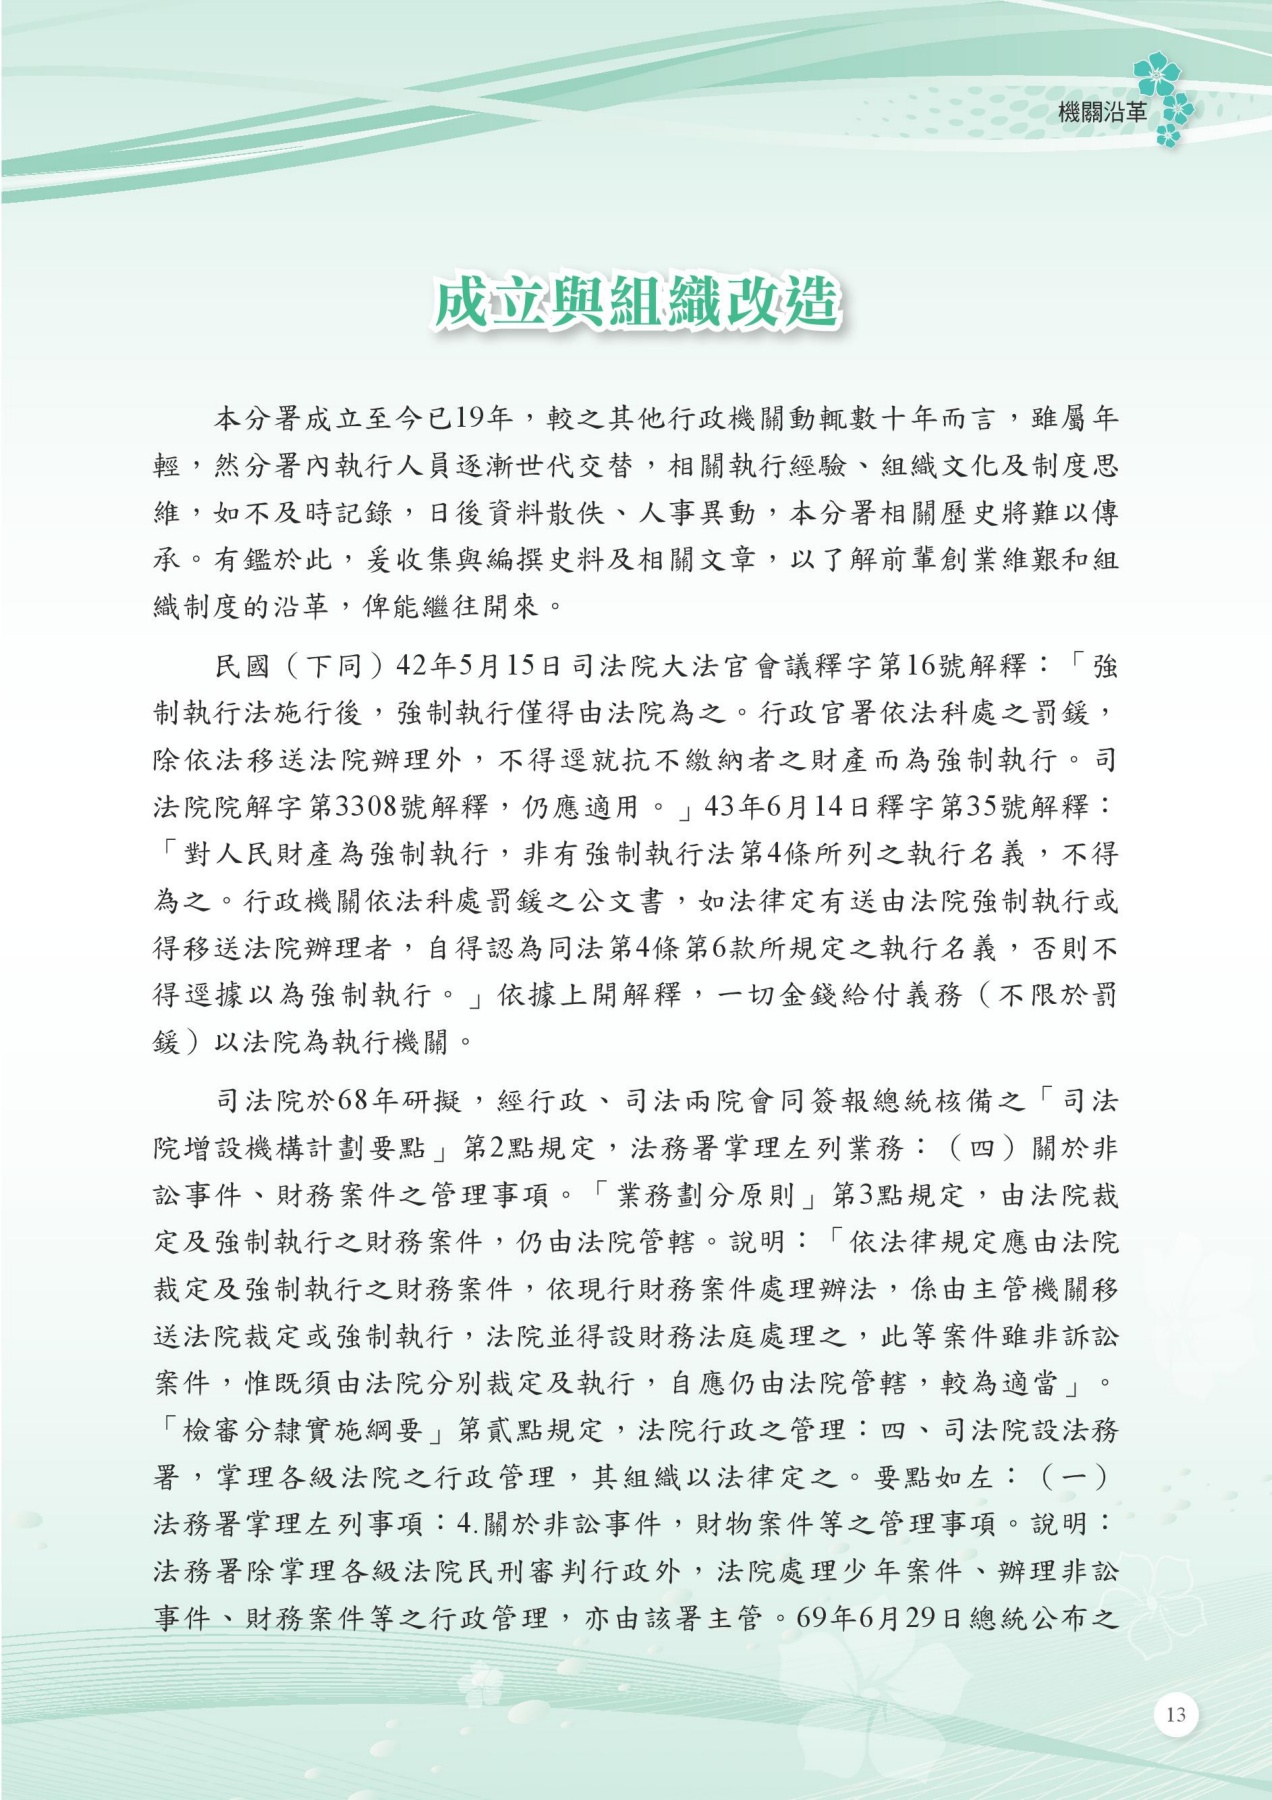 機關沿革
成立與組織改造
本分署成立至今已19年，較之其他行政機關動輒數十年而言，雖屬年
輕，然分署內執行人員逐漸世代交替，相關執行經驗、組織文化及制度思
維，如不及時記錄，日後資料散佚、人事異動，本分署相關歷史將難以傳
承。有鑑於此，爰收集與編撰史料及相關文章，以了解前輩創業維艱和組
織制度的沿革，俾能繼往開來。
民國（下同）42年5月15日司法院大法官會議釋字第16號解釋：「強
制執行法施行後，強制執行僅得由法院為之。行政官署依法科處之罰鍰，
除依法移送法院辦理外，不得逕就抗不繳納者之財產而為強制執行。司
法院院解字第3308號解釋，仍應適用。」43年6月14日釋字第35號解釋：
「對人民財產為強制執行，非有強制執行法第4條所列之執行名義，不得
為之。行政機關依法科處罰鍰之公文書，如法律定有送由法院強制執行或
得移送法院辦理者，自得認為同法第4條第6款所規定之執行名義，否則不
得逕據以為強制執行。」依據上開解釋，一切金錢給付義務（不限於罰
鍰）以法院為執行機關。
司法院於68年研擬，經行政、司法兩院會同簽報總統核備之「司法
院增設機構計劃要點」第2點規定，法務署掌理左列業務：（四）關於非
訟事件、財務案件之管理事項。「業務劃分原則」第3點規定，由法院裁
定及強制執行之財務案件，仍由法院管轄。說明：「依法律規定應由法院
裁定及強制執行之財務案件，依現行財務案件處理辦法，係由主管機關移
送法院裁定或強制執行，法院並得設財務法庭處理之，此等案件雖非訴訟
案件，惟既須由法院分別裁定及執行，自應仍由法院管轄，較為適當」。
「檢審分隸實施綱要」第貳點規定，法院行政之管理：四、司法院設法務
署，掌理各級法院之行政管理，其組織以法律定之。要點如左：（一）
法務署掌理左列事項：4.關於非訟事件，財物案件等之管理事項。說明：
法務署除掌理各級法院民刑審判行政外，法院處理少年案件、辦理非訟
事件、財務案件等之行政管理，亦由該署主管。69年6月29日總統公布之
13